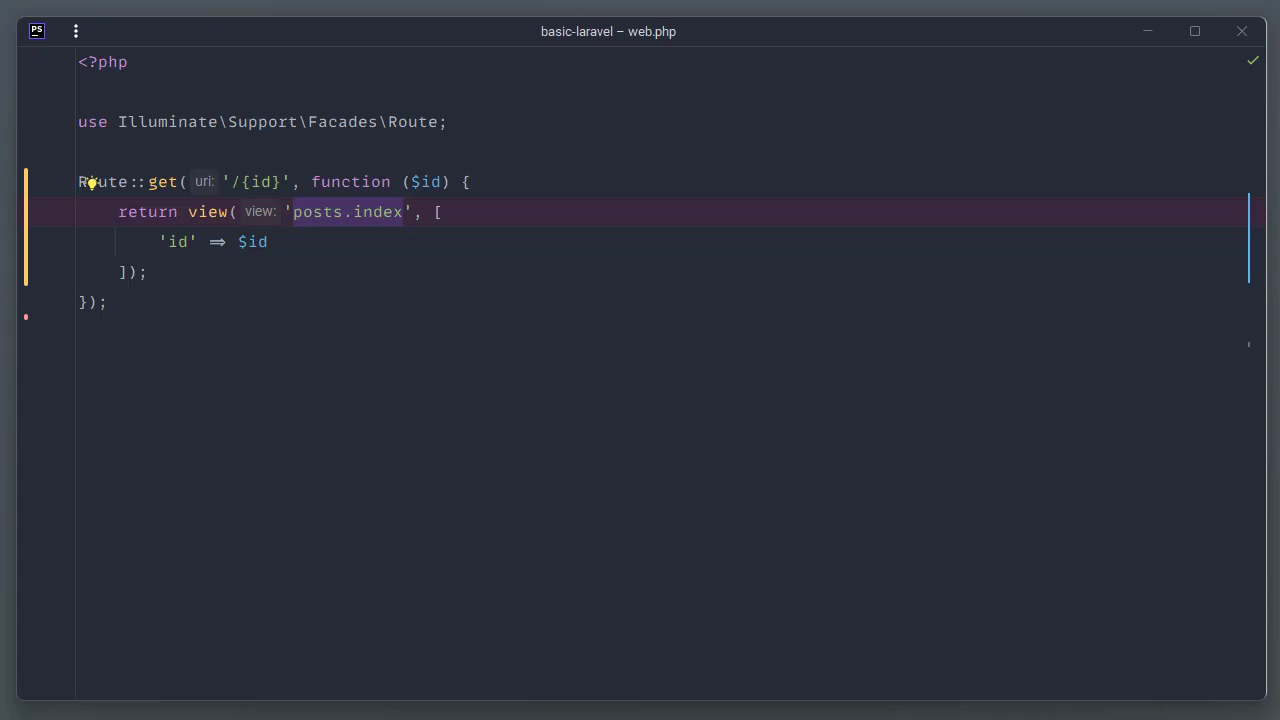 PS
basic-laravel – web.php
<?php
use Illuminate\Support\Facades\Route;
Route::get( uri: '/{id}', function ($id) {
return view( view: 'posts.index', [
'id' => $id
]);
});